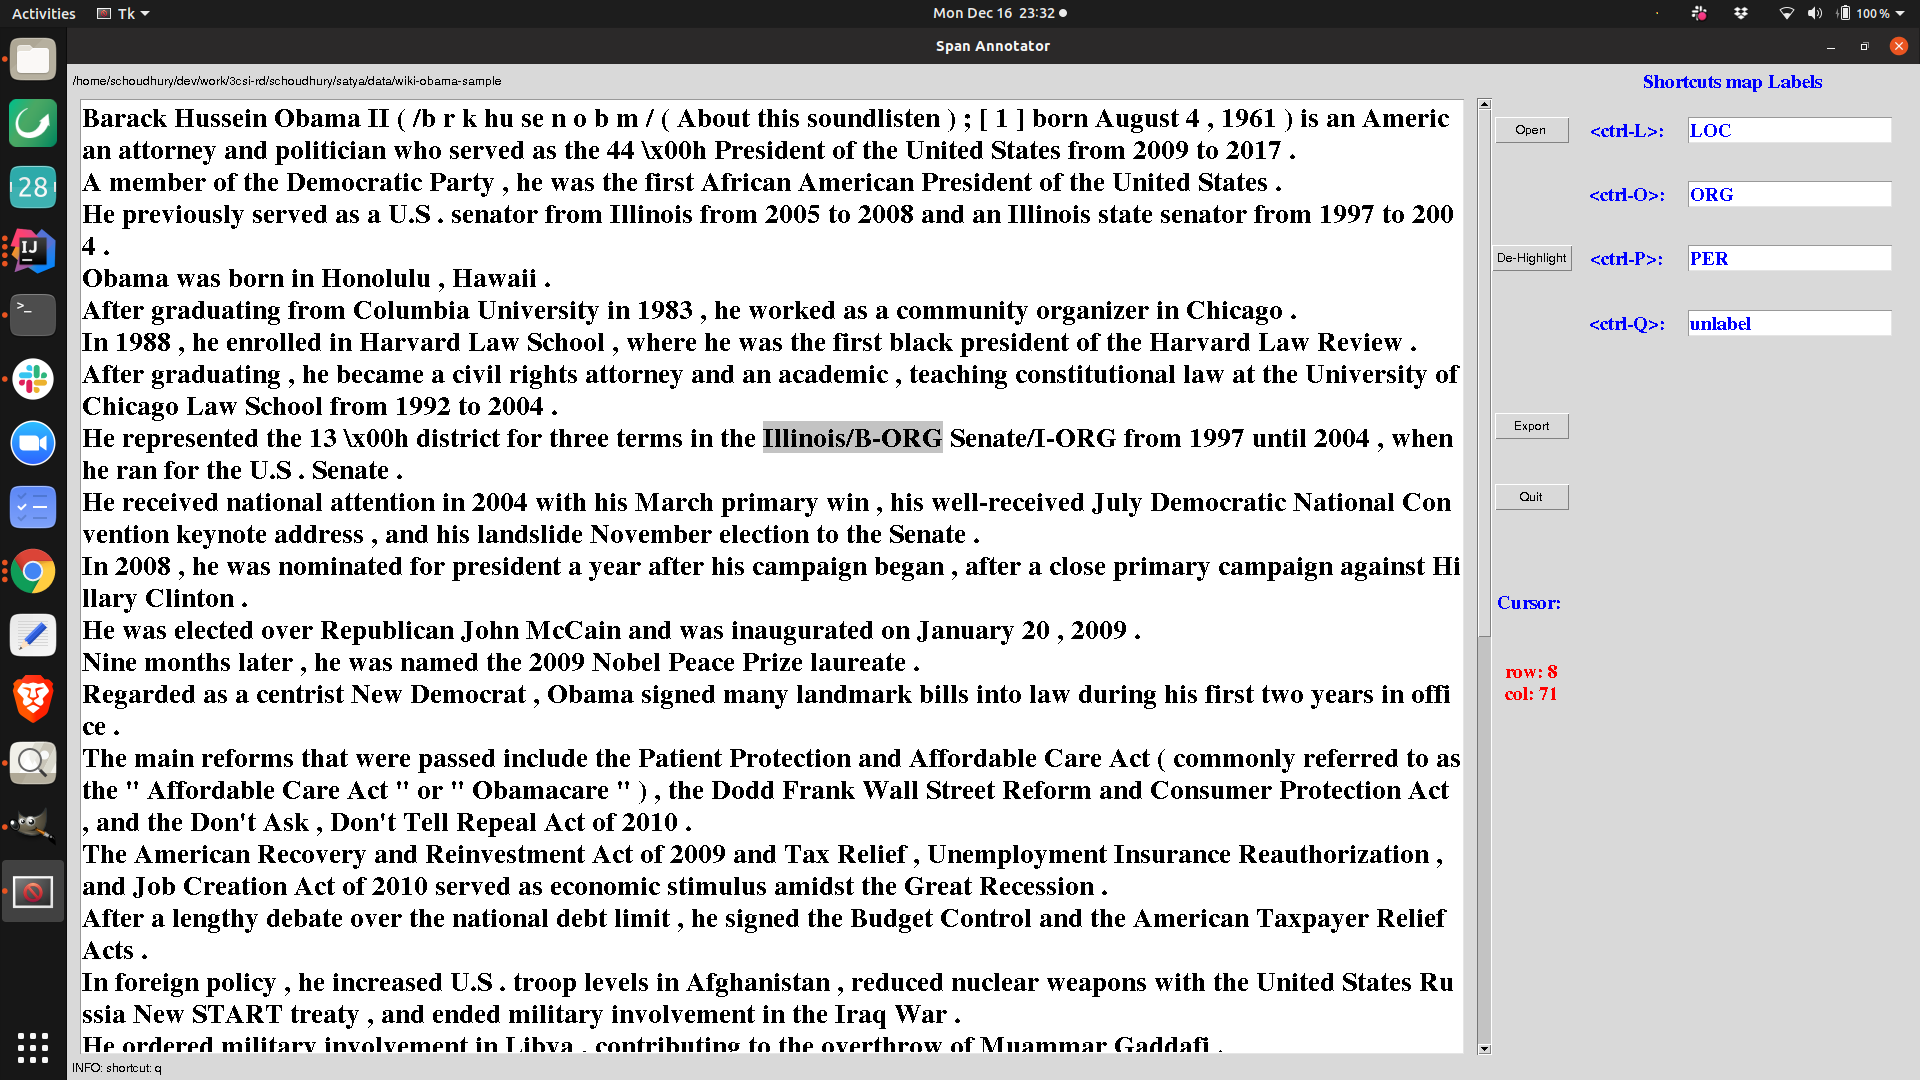 Activities
Tk
Mon Dec 16 23:32
100 %
Span Annotator
/home/schoudhury/dev/work/3csi-rd/schoudhury/satya/data/wiki-obama-sample
Barack Hussein Obama II ( /b r k hu se n o b m / ( About this soundlisten ) ; [ 1 ] born August 4 , 1961 ) is an Americ
an attorney and politician who served as the 44 \x00h President of the United States from 2009 to 2017 .
A member of the Democratic Party , he was the first African American President of the United States .
He previously served as a U.S . senator from Illinois from 2005 to 2008 and an Illinois state senator from 1997 to 200
4 .
Obama was born in Honolulu , Hawaii .
After graduating from Columbia University in 1983 , he worked as a community organizer in Chicago .
In 1988 , he enrolled in Harvard Law School , where he was the first black president of the Harvard Law Review .
After graduating , he became a civil rights attorney and an academic , teaching constitutional law at the University of
Chicago Law School from 1992 to 2004 .
He represented the 13 \x00h district for three terms in the Illinois/B-ORG Senate/I-ORG from 1997 until 2004 , when
he ran for the U.S . Senate .
He received national attention in 2004 with his March primary win , his well-received July Democratic National Con
vention keynote address , and his landslide November election to the Senate .
In 2008 , he was nominated for president a year after his campaign began , after a close primary campaign against Hi
llary Clinton .
He was elected over Republican John McCain and was inaugurated on January 20 , 2009 .
Nine months later , he was named the 2009 Nobel Peace Prize laureate .
Regarded as a centrist New Democrat , Obama signed many landmark bills into law during his first two years in offi
ce .
The main reforms that were passed include the Patient Protection and Affordable Care Act ( commonly referred to as
the " Affordable Care Act " or " Obamacare " ) , the Dodd Frank Wall Street Reform and Consumer Protection Act
, and the Don't Ask , Don't Tell Repeal Act of 2010 .
The American Recovery and Reinvestment Act of 2009 and Tax Relief , Unemployment Insurance Reauthorization ,
and Job Creation Act of 2010 served as economic stimulus amidst the Great Recession .
After a lengthy debate over the national debt limit , he signed the Budget Control and the American Taxpayer Relief
Acts .
In foreign policy , he increased U.S . troop levels in Afghanistan , reduced nuclear weapons with the United States Ru
ssia New START treaty , and ended military involvement in the Iraq War .
He ordered military involvement in Libya , contributing to the overthrow of Muammar Gaddafi .
Shortcuts map Labels
Open
<ctrl-L>: LOC
<ctrl-O>: ORG
De-Highlight
<ctrl-P>: PER
<ctrl-Q>: unlabel
Export
Quit
Cursor:
row: 8
col: 71
28
IJ
>_
INFO: shortcut: q